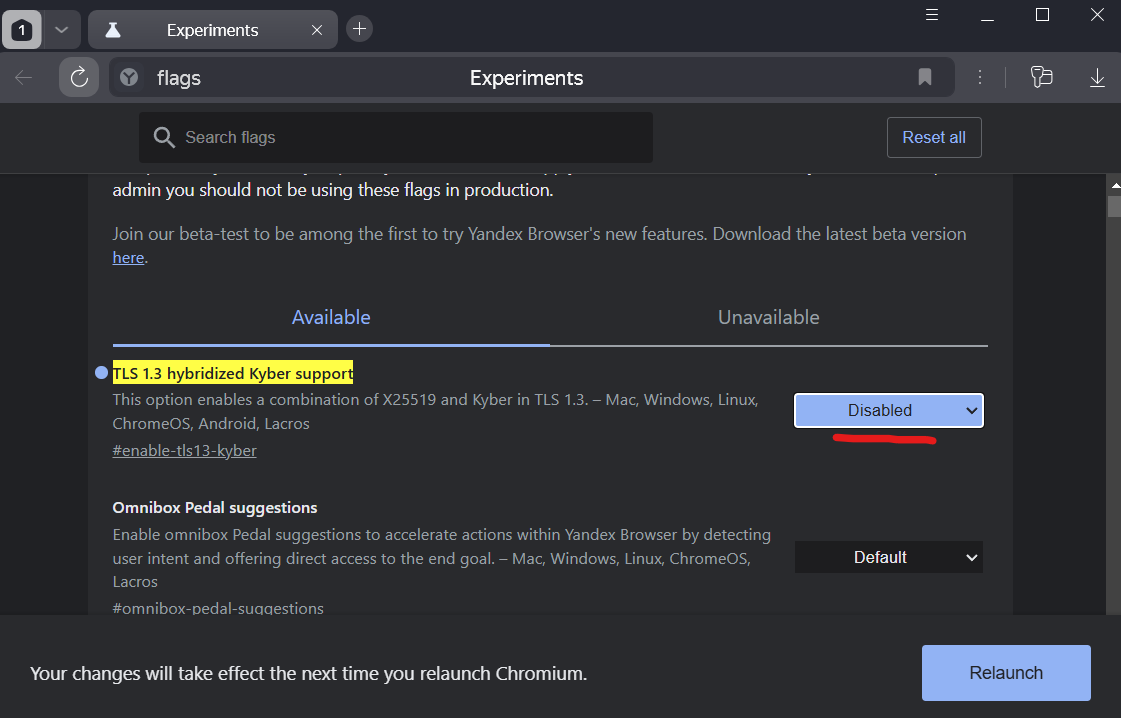 1
Experiments
flags
Experiments
Search flags
Reset all
admin you should not be using these flags in production.
Join our beta-test to be among the first to try Yandex Browser's new features. Download the latest beta version
here.
Available
Unavailable
TLS 1.3 hybridized Kyber support
This option enables a combination of X25519 and Kyber in TLS 1.3. – Mac, Windows, Linux,
ChromeOS, Android, Lacros
#enable-tls13-kyber
Disabled
Omnibox Pedal suggestions
Enable omnibox Pedal suggestions to accelerate actions within Yandex Browser by detecting
user intent and offering direct access to the end goal. – Mac, Windows, Linux, ChromeOS,
Lacros
#omnibox-pedal-suggestions
Default
Your changes will take effect the next time you relaunch Chromium.
Relaunch